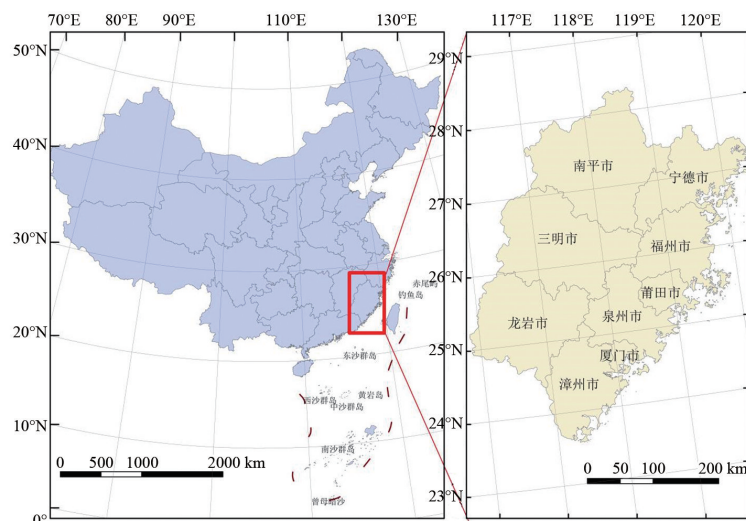 70°E 80°E 90°E 110°E 130°E
117°E 118°E 119°E 120°E
50°N
40°N
30°N
20°N
10°N
0°
赤尾屿
钓鱼岛
东沙群岛
西沙群岛
中沙群岛
黄岩岛
南沙群岛
曾母暗沙
0 500 1000 2000 km
29°N
28°N
27°N
26°N
25°N
24°N
23°N
南平市
宁德市
三明市
福州市
莆田市
龙岩市
泉州市
厦门市
漳州市
0 50 100 200 km